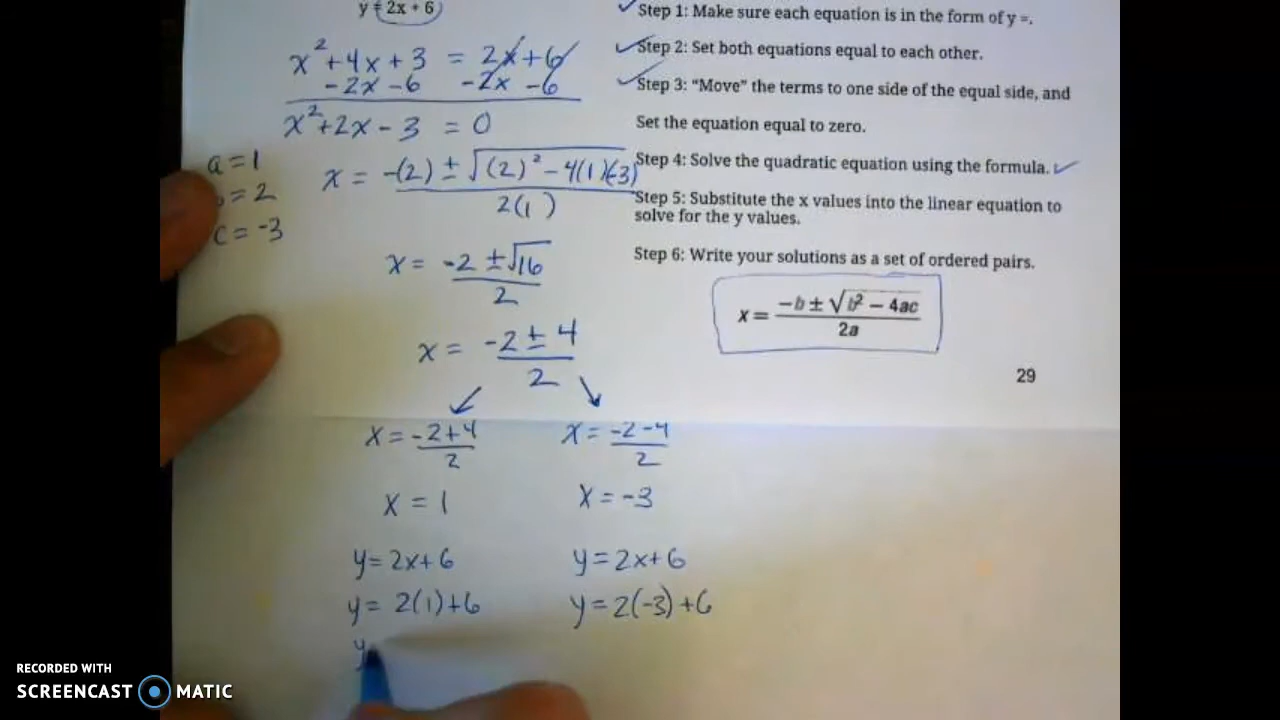 y = 2x + 6
x² + 4x + 3 = 2x + 6
- 2x - 6 - 2x - 6
x² + 2x - 3 = 0
a = 1
b = 2
c = -3
x = -(2) ± √(2)² - 4(1)(-3)
2(1)
x = -2 ± √16
2
x = -2 ± 4
2
x = -2+4
2
x = -2-4
2
x = 1
x = -3
y = 2x + 6
y = 2x + 6
y = 2(1) + 6
y = 2(-3) + 6
y
Step 1: Make sure each equation is in the form of y =.
Step 2: Set both equations equal to each other.
Step 3: "Move" the terms to one side of the equal side, and
Set the equation equal to zero.
Step 4: Solve the quadratic equation using the formula.
Step 5: Substitute the x values into the linear equation to
solve for the y values.
Step 6: Write your solutions as a set of ordered pairs.
x = -b ± √b² - 4ac
2a
29
RECORDED WITH
SCREENCAST MATIC